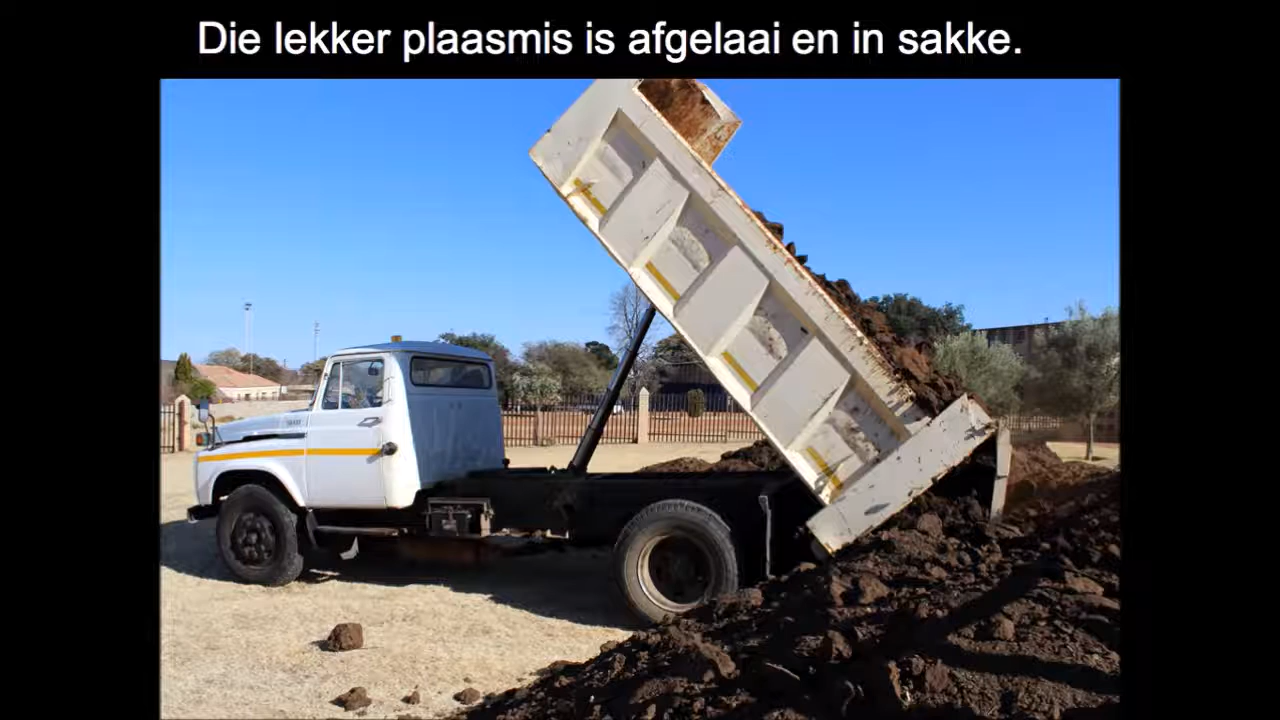 Die lekker plaasmis is afgelaai en in sakke.